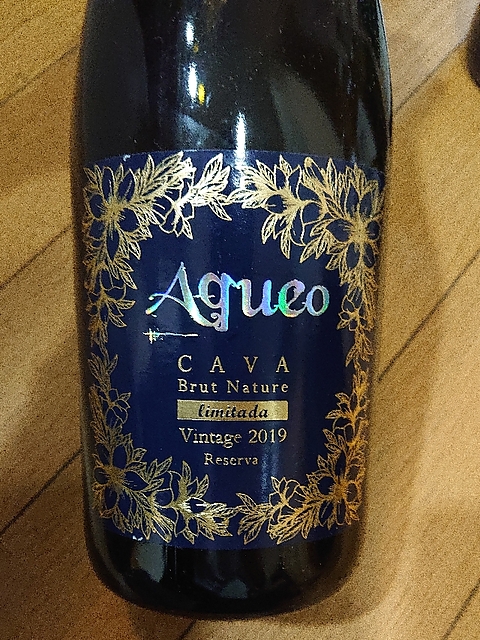 Agueo
CAVA
Brut Nature
limitada
Vintage 2019
Reserva